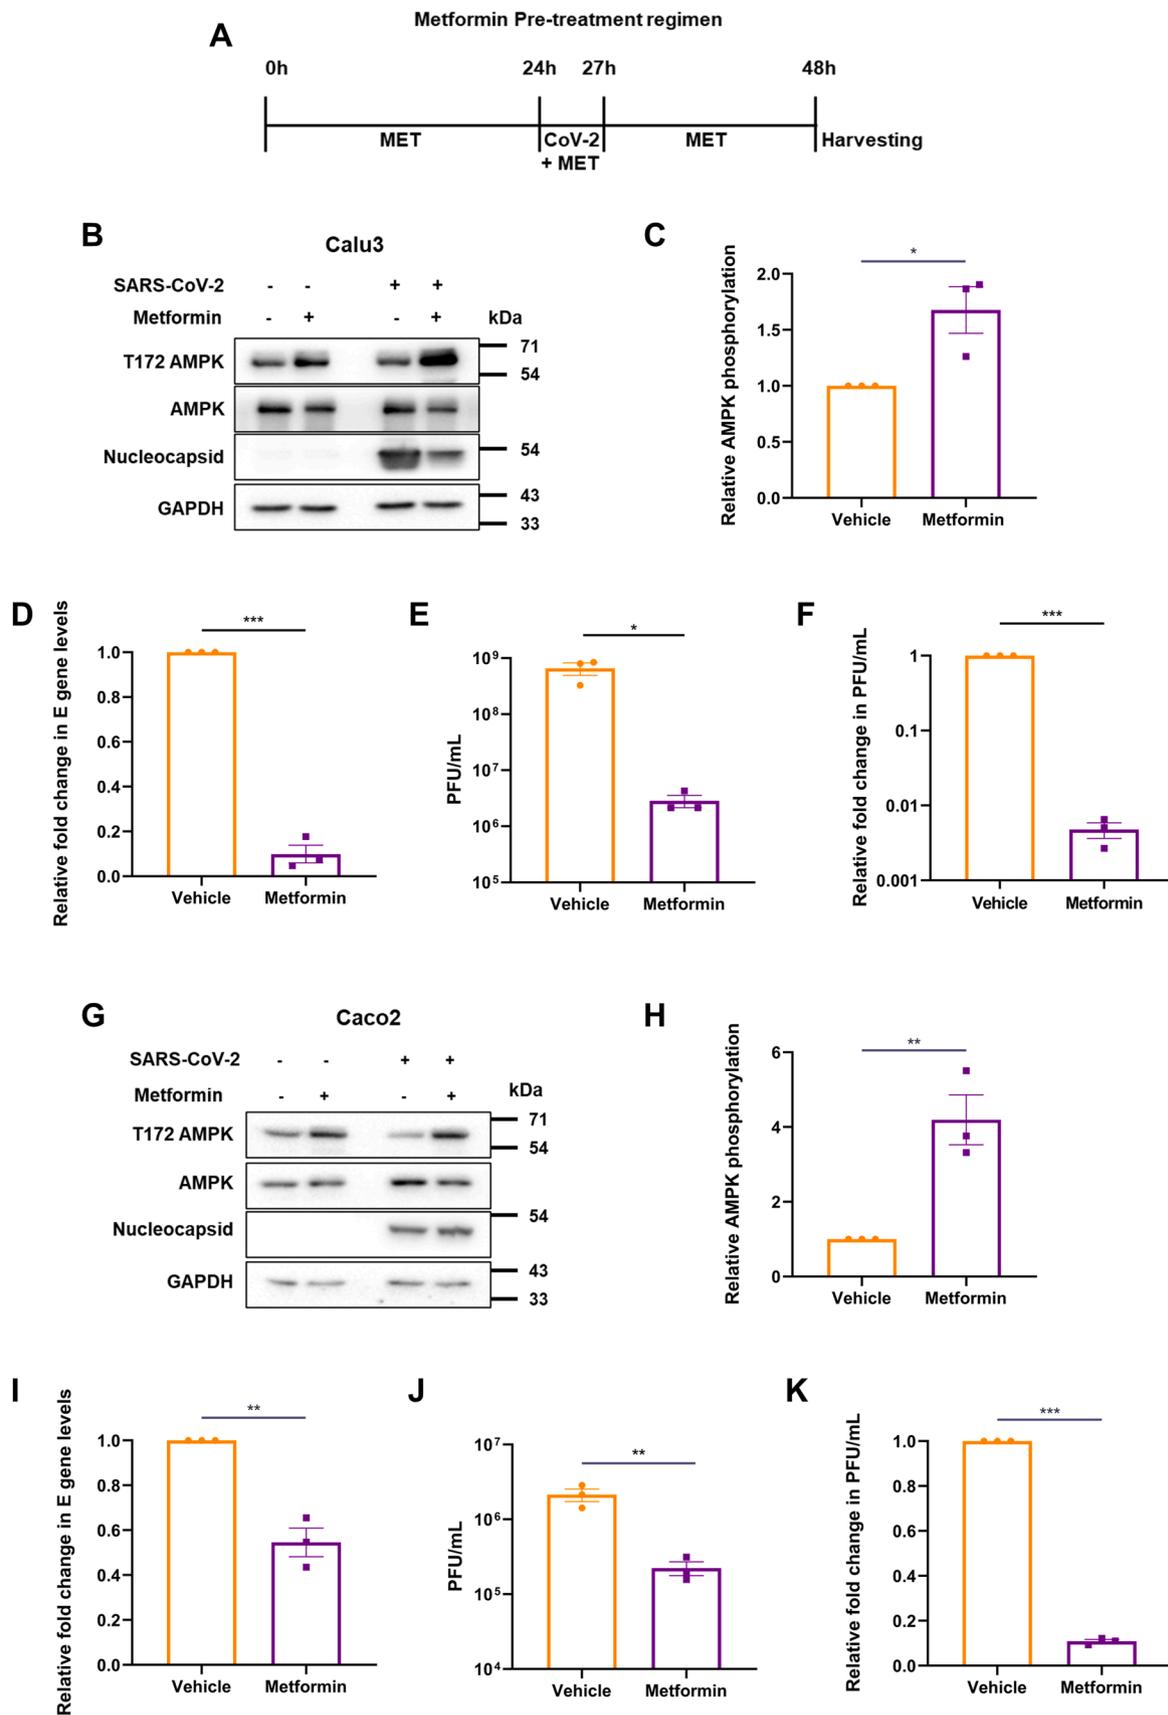 Metformin Pre-treatment regimen
A
0h 24h 27h 48h
MET CoV-2 MET Harvesting
+ MET
B
Calu3
SARS-CoV-2 - - + +
Metformin - + - + kDa
T172 AMPK 71
54
AMPK
Nucleocapsid 54
GAPDH 43
33
C
*
Relative AMPK phosphorylation
2.0
1.5
1.0
0.5
0.0
Vehicle Metformin
D
***
Relative fold change in E gene levels
1.0
0.8
0.6
0.4
0.2
0.0
Vehicle Metformin
E
*
PFU/mL
10⁹
10⁸
10⁷
10⁶
10⁵
Vehicle Metformin
F
***
Relative fold change in PFU/mL
1
0.1
0.01
0.001
Vehicle Metformin
G
Caco2
SARS-CoV-2 - - + +
Metformin - + - + kDa
T172 AMPK 71
54
AMPK
Nucleocapsid 54
GAPDH 43
33
H
**
Relative AMPK phosphorylation
6
4
2
0
Vehicle Metformin
I
**
Relative fold change in E gene levels
1.0
0.8
0.6
0.4
0.2
0.0
Vehicle Metformin
J
**
PFU/mL
10⁷
10⁶
10⁵
10⁴
Vehicle Metformin
K
***
Relative fold change in PFU/mL
1.0
0.8
0.6
0.4
0.2
0.0
Vehicle Metformin